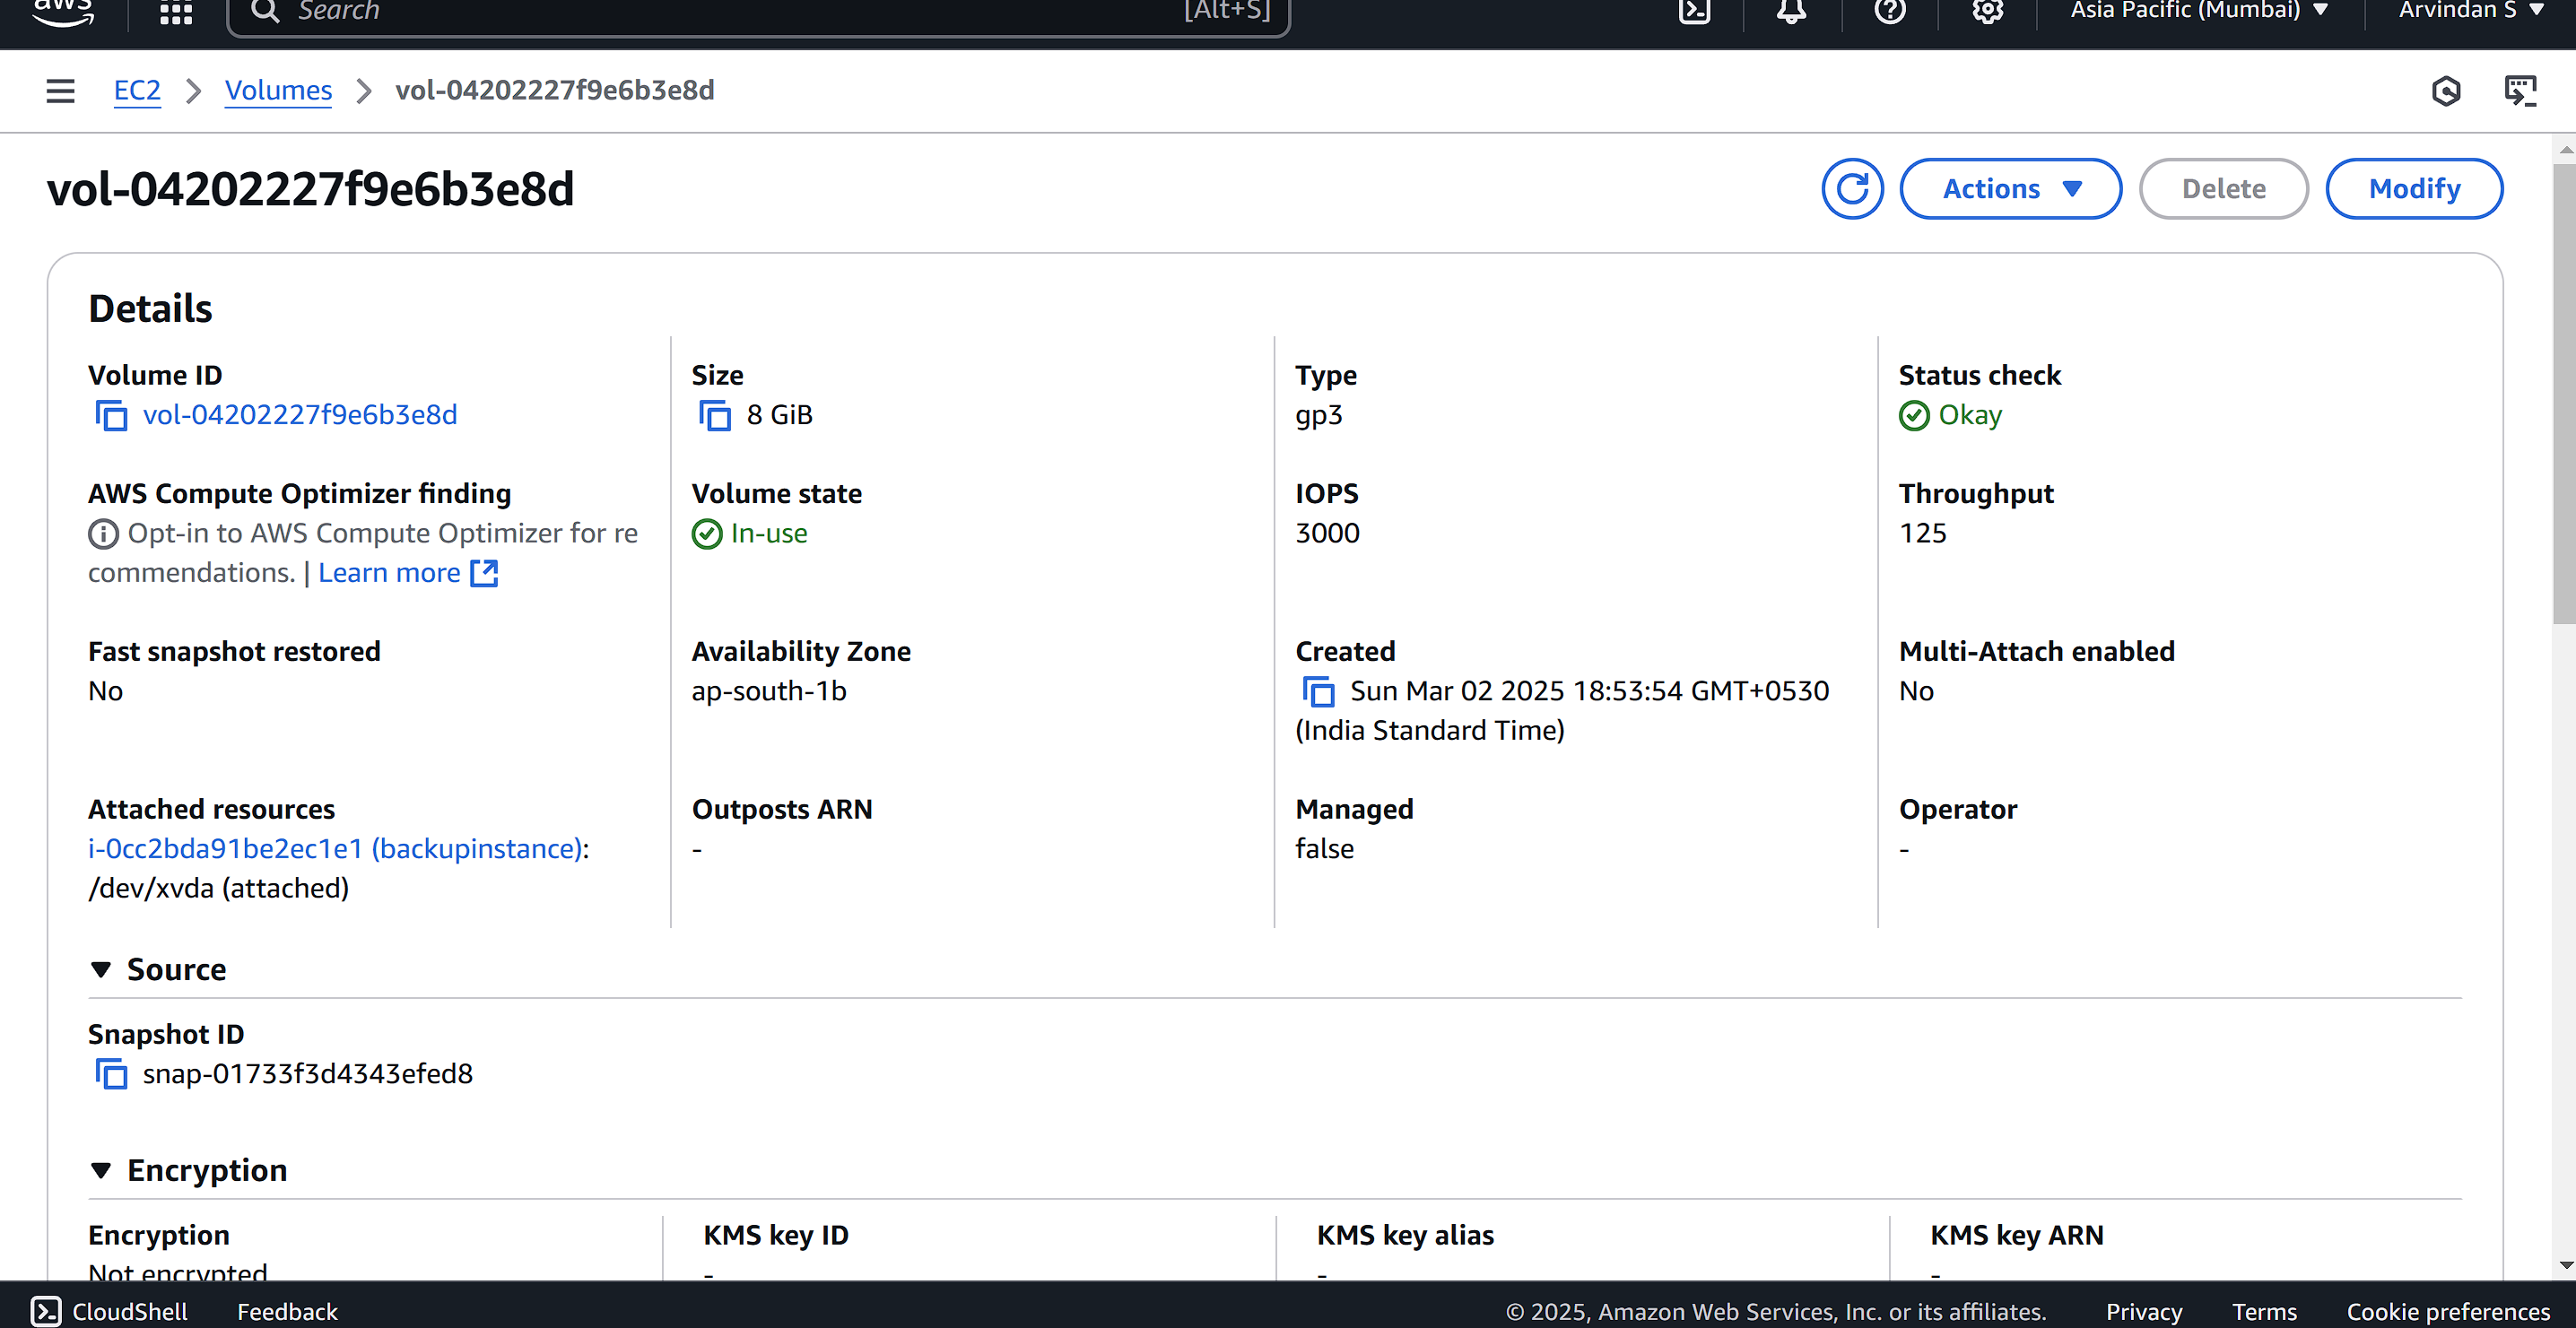 aws
Search
[Alt+S]
Asia Pacific (Mumbai)
Arvindan S
EC2
Volumes
vol-04202227f9e6b3e8d
vol-04202227f9e6b3e8d
Actions
Delete
Modify
Details
Volume ID
vol-04202227f9e6b3e8d
Size
8 GiB
Type
gp3
Status check
Okay
AWS Compute Optimizer finding
Opt-in to AWS Compute Optimizer for re
commendations. | Learn more
Volume state
In-use
IOPS
3000
Throughput
125
Fast snapshot restored
No
Availability Zone
ap-south-1b
Created
Sun Mar 02 2025 18:53:54 GMT+0530
(India Standard Time)
Multi-Attach enabled
No
Attached resources
i-0cc2bda91be2ec1e1 (backupinstance):
/dev/xvda (attached)
Outposts ARN
-
Managed
false
Operator
-
Source
Snapshot ID
snap-01733f3d4343efed8
Encryption
Encryption
Not encrypted
KMS key ID
-
KMS key alias
-
KMS key ARN
-
CloudShell
Feedback
© 2025, Amazon Web Services, Inc. or its affiliates.
Privacy
Terms
Cookie preferences